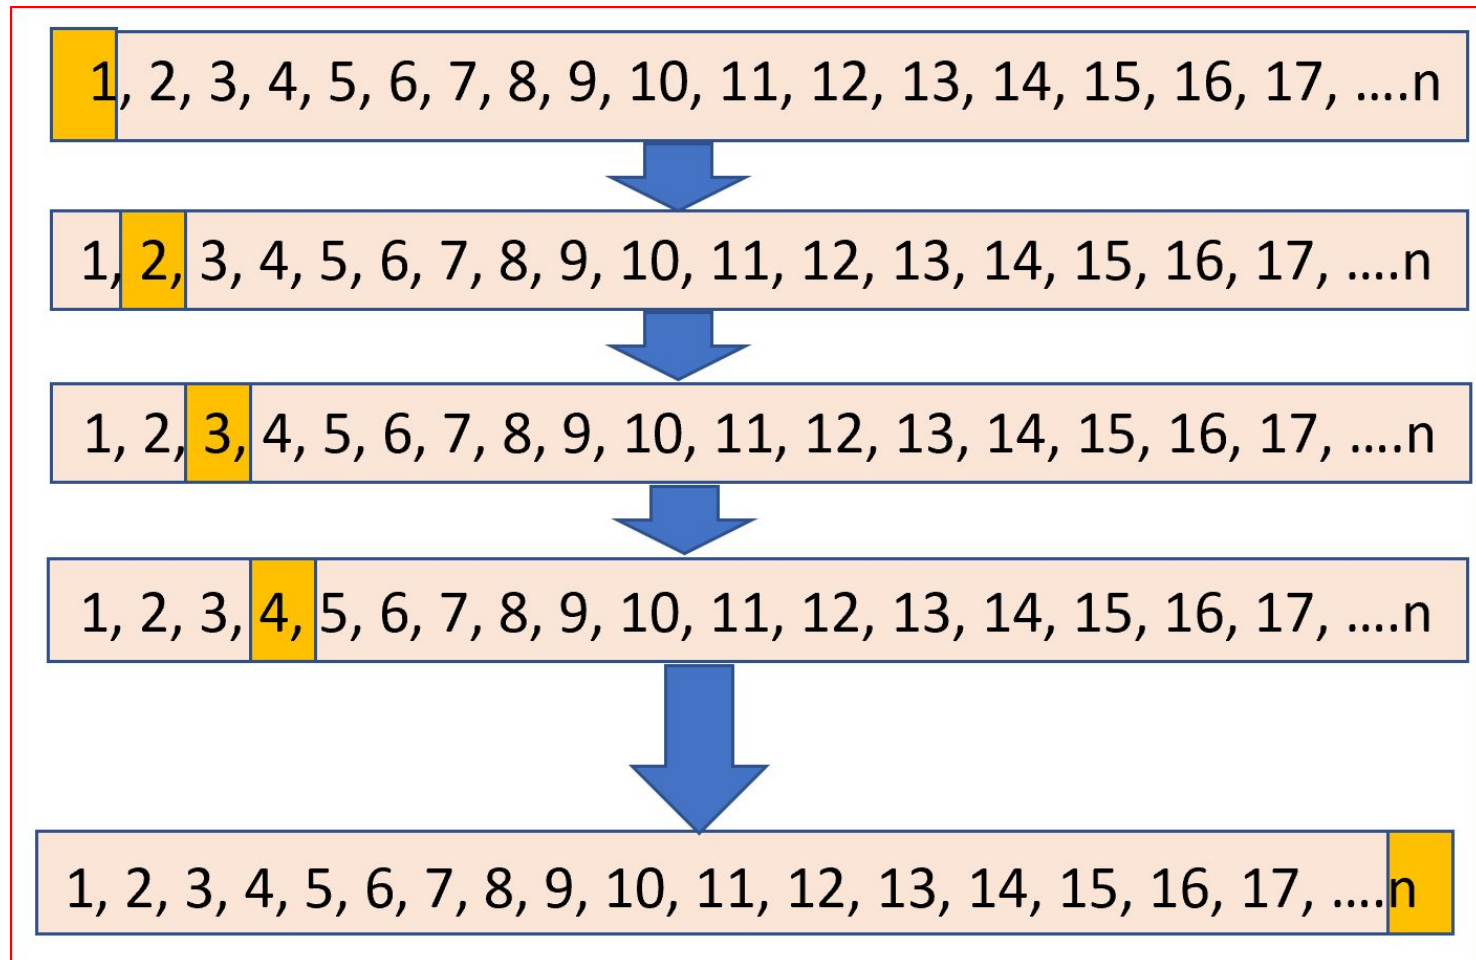 1, 2, 3, 4, 5, 6, 7, 8, 9, 10, 11, 12, 13, 14, 15, 16, 17, ....n
1, 2, 3, 4, 5, 6, 7, 8, 9, 10, 11, 12, 13, 14, 15, 16, 17, ....n
1, 2, 3, 4, 5, 6, 7, 8, 9, 10, 11, 12, 13, 14, 15, 16, 17, ....n
1, 2, 3, 4, 5, 6, 7, 8, 9, 10, 11, 12, 13, 14, 15, 16, 17, ....n
1, 2, 3, 4, 5, 6, 7, 8, 9, 10, 11, 12, 13, 14, 15, 16, 17, ....n